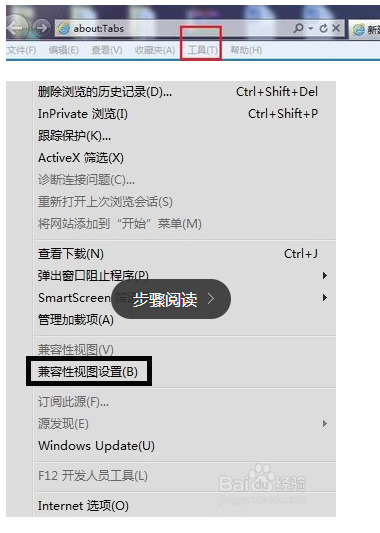 about:Tabs
文件(F) 编辑(E) 查看(V) 收藏夹(A) 工具(T) 帮助(H)
删除浏览的历史记录(D)... Ctrl+Shift+Del
InPrivate 浏览(I) Ctrl+Shift+P
跟踪保护(K)...
ActiveX 筛选(X)
诊断连接问题(C)...
重新打开上次浏览会话(S)
将网站添加到“开始”菜单(M)
查看下载(N) Ctrl+J
弹出窗口阻止程序(P)
SmartScreen
步骤阅读
管理加载项(A)
兼容性视图(V)
兼容性视图设置(B)
订阅此源(F)...
源发现(E)
Windows Update(U)
F12 开发人员工具(L)
Baidu 经验
jingyan.baidu.com
Internet 选项(O)